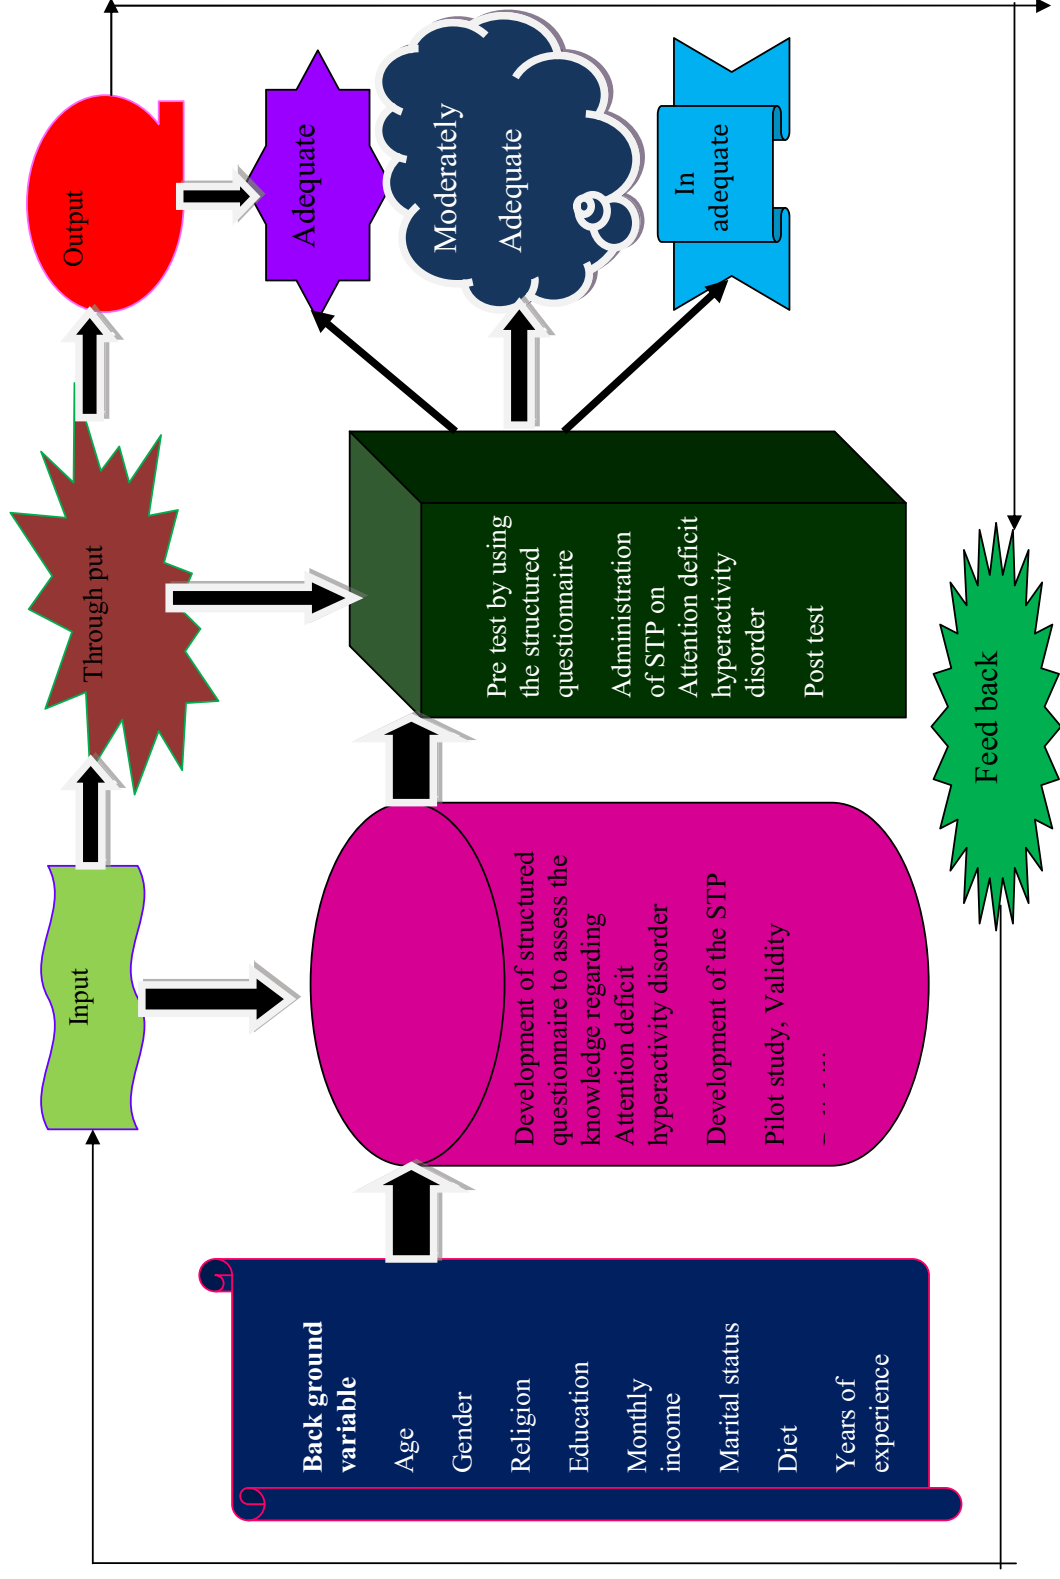 Input
Through put
Output
Back ground
variable
Age
Gender
Religion
Education
Monthly
income
Marital status
Diet
Years of
experience
Development of structured
questionnaire to assess the
knowledge regarding
Attention deficit
hyperactivity disorder
Development of the STP
Pilot study, Validity
Pre test by using
the structured
questionnaire
Administration
of STP on
Attention deficit
hyperactivity
disorder
Post test
Adequate
Moderately
Adequate
In
adequate
Feed back